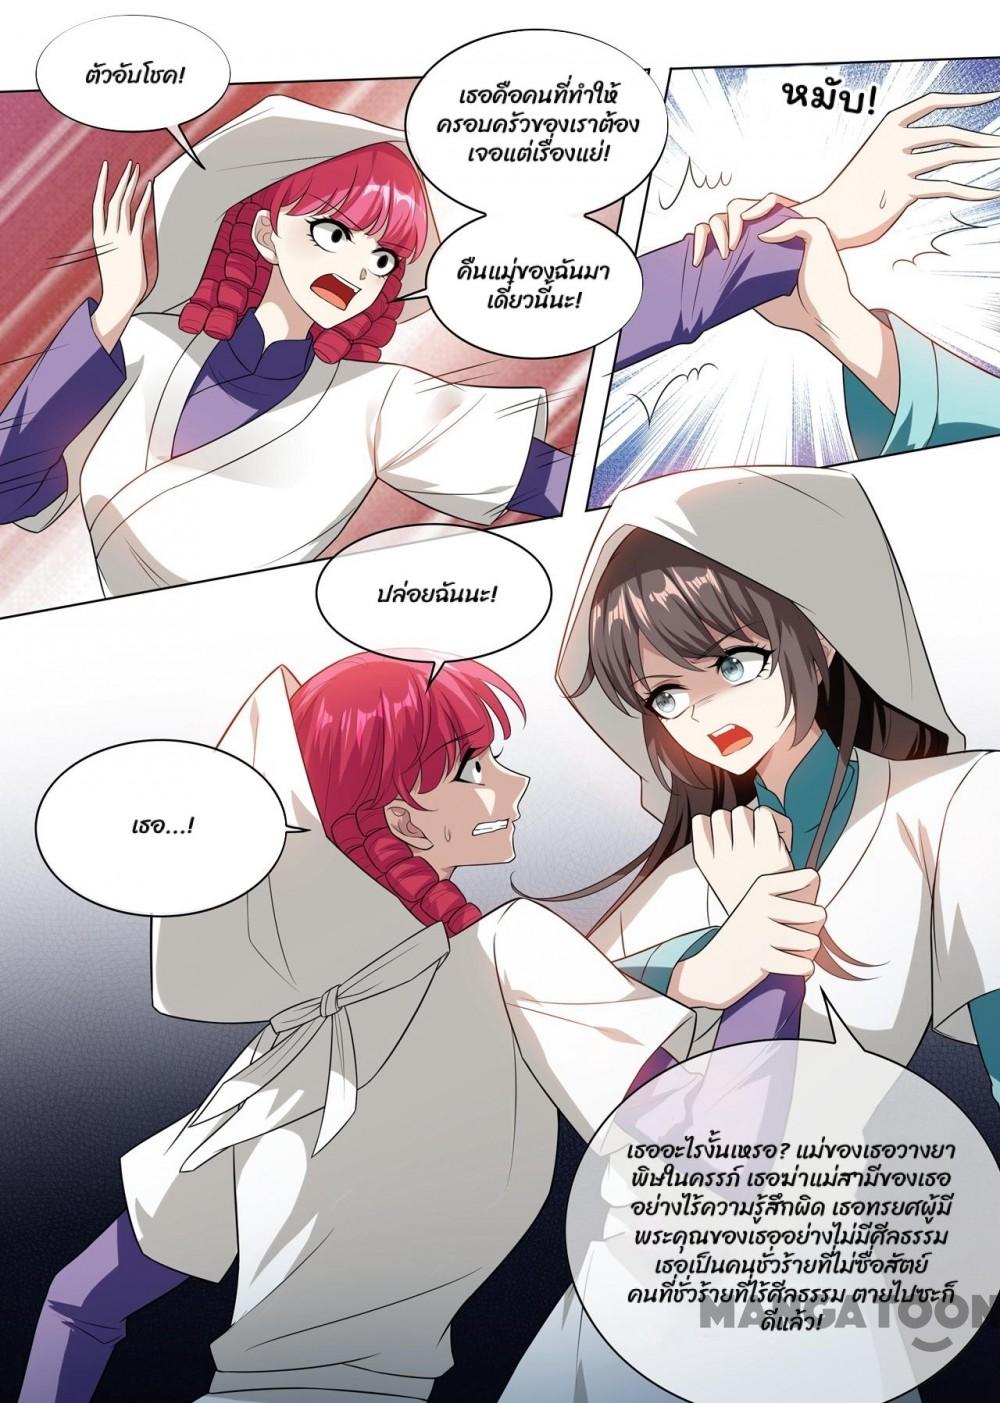 ตัวอับโชค!
เธอคือคนที่ทำให้
ครอบครัวของเราต้อง
เจอแต่เรื่องแย่!
คืนแม่ของฉันมา
เดี๋ยวนี้นะ!
หมับ!
ปล่อยฉันนะ!
เธอ...!
เธออะไรงั้นเหรอ? แม่ของเธอวางยา
พิษในครรภ์ เธอฆ่าแม่สามีของเธอ
อย่างไร้ความรู้สึกผิด เธอทรยศผู้มี
พระคุณของเธออย่างไม่มีศีลธรรม
เธอเป็นคนชั่วร้ายที่ไม่ซื่อสัตย์
คนที่ชั่วร้ายที่ไร้ศีลธรรม ตายไปซะก็
ดีแล้ว!
MANGATOON